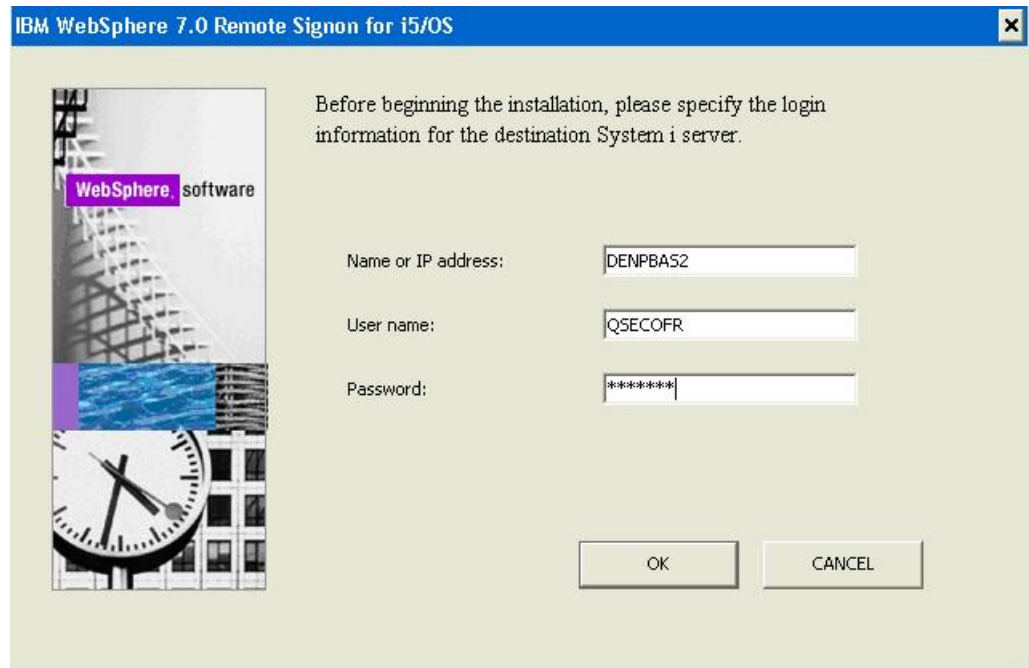 IBM WebSphere 7.0 Remote Signon for i5/OS
Before beginning the installation, please specify the login
information for the destination System i server.
WebSphere. software
Name or IP address: DENPBAS2
User name: QSECOFR
Password: *******
OK CANCEL